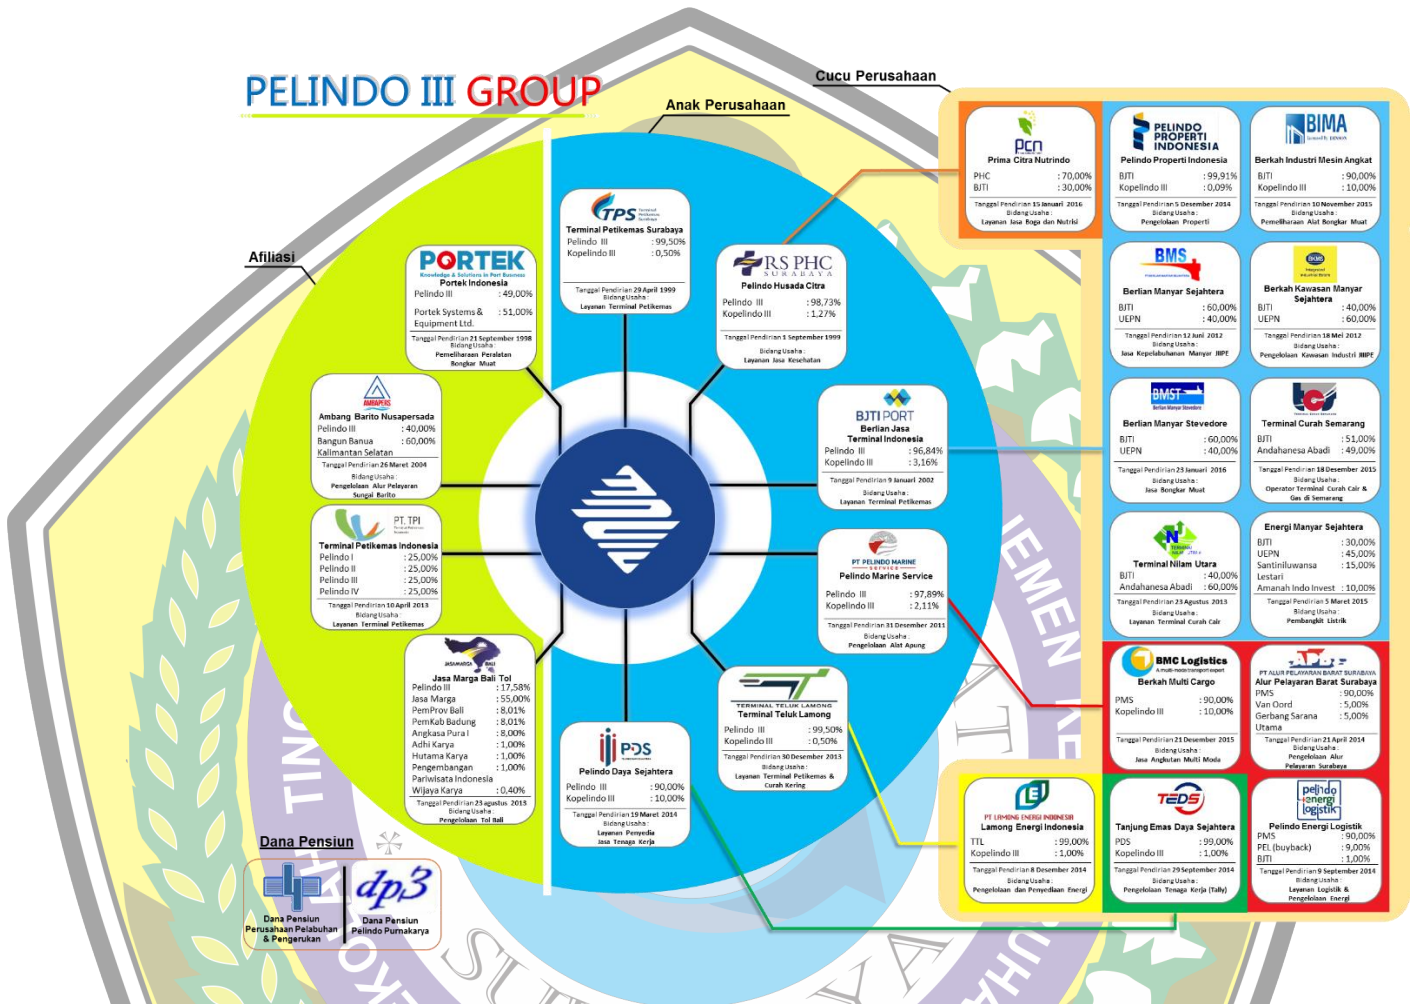 PELINDO III GROUP
Cucu Perusahaan
Anak Perusahaan
Afiliasi
PORTEK
Knowledge & Solutions in Port Business
Portek Indonesia
Pelindo III : 49,00%
Portek Systems & : 51,00%
Equipment Ltd.
Tanggal Pendirian 21 September 1998
Bidang Usaha :
Pemeliharaan Peralatan
Bongkar Muat
AMBAPERS
Ambang Barito Nusapersada
Pelindo III : 40,00%
Bangun Banua : 60,00%
Kalimantan Selatan
Tanggal Pendirian 26 Maret 2004
Bidang Usaha :
Pengelolaan Alur Pelayaran
Sungai Barito
PT. TPI
Terminal Petikemas Indonesia
Pelindo I : 25,00%
Pelindo II : 25,00%
Pelindo III : 25,00%
Pelindo IV : 25,00%
Tanggal Pendirian 10 April 2013
Bidang Usaha :
Layanan Terminal Petikemas
JASAMARGA BALI
Jasa Marga Bali Tol
Pelindo III : 17,58%
Jasa Marga : 55,00%
PemProv Bali : 8,01%
PemKab Badung : 8,01%
Angkasa Pura I : 8,00%
Adhi Karya : 1,00%
Hutama Karya : 1,00%
Pengembangan : 1,00%
Pariwisata Indonesia
Wijaya Karya : 0,40%
Tanggal Pendirian 23 agustus 2013
Bidang Usaha :
Pengelolaan Tol Bali
TPS
Terminal
Petikemas
Surabaya
Terminal Petikemas Surabaya
Pelindo III : 99,50%
Kopelindo III : 0,50%
Tanggal Pendirian 29 April 1999
Bidang Usaha :
Layanan Terminal Petikemas
RS PHC
SURABAYA
Pelindo Husada Citra
Pelindo III : 98,73%
Kopelindo III : 1,27%
Tanggal Pendirian 1 September 1999
Bidang Usaha :
Layanan Jasa Kesehatan
BJTI PORT
Berlian Jasa
Terminal Indonesia
Pelindo III : 96,84%
Kopelindo III : 3,16%
Tanggal Pendirian 9 Januari 2002
Bidang Usaha :
Layanan Terminal Petikemas
PT PELINDO MARINE
SERVICE
Pelindo Marine Service
Pelindo III : 97,89%
Kopelindo III : 2,11%
Tanggal Pendirian 31 Desember 2011
Bidang Usaha :
Pengelolaan Alat Apung
TERMINAL TELUK LAMONG
Terminal Teluk Lamong
Pelindo III : 99,50%
Kopelindo III : 0,50%
Tanggal Pendirian 30 Desember 2013
Bidang Usaha :
Layanan Terminal Petikemas &
Curah Kering
PDS
Pelindo Daya Sejahtera
Pelindo III : 90,00%
Kopelindo III : 10,00%
Tanggal Pendirian 19 Maret 2014
Bidang Usaha :
Layanan Penyedia
Jasa Tenaga Kerja
pcn
Prima Citra Nutrindo
PHC : 70,00%
BJTI : 30,00%
Tanggal Pendirian 15 Januari 2016
Bidang Usaha :
Layanan Jasa Boga dan Nutrisi
PELINDO
PROPERTI
INDONESIA
Pelindo Properti Indonesia
BJTI : 99,91%
Kopelindo III : 0,09%
Tanggal Pendirian 5 Desember 2014
Bidang Usaha :
Pengelolaan Properti
BIMA
Berkah Industri Mesin Angkat
BJTI : 90,00%
Kopelindo III : 10,00%
Tanggal Pendirian 10 November 2015
Bidang Usaha :
Pemeliharaan Alat Bongkar Muat
BMS
Berlian Manyar Sejahtera
BJTI : 60,00%
UEPN : 40,00%
Tanggal Pendirian 12 Juni 2012
Bidang Usaha :
Jasa Kepelabuhanan Manyar JIIPE
BKMS
Berkah Kawasan Manyar
Sejahtera
BJTI : 40,00%
UEPN : 60,00%
Tanggal Pendirian 18 Mei 2012
Bidang Usaha :
Pengelolaan Kawasan Industri JIIPE
BMST
Berlian Manyar Stevedore
Berlian Manyar Stevedore
BJTI : 60,00%
UEPN : 40,00%
Tanggal Pendirian 23 Januari 2016
Bidang Usaha :
Jasa Bongkar Muat
Terminal Curah Semarang
BJTI : 51,00%
Andahanesa Abadi : 49,00%
Tanggal Pendirian 18 Desember 2015
Bidang Usaha :
Operator Terminal Curah Cair &
Gas di Semarang
TERMINAL
Terminal Nilam Utara
BJTI : 40,00%
Andahanesa Abadi : 60,00%
Tanggal Pendirian 23 Agustus 2013
Bidang Usaha :
Layanan Terminal Curah Cair
Energi Manyar Sejahtera
BJTI : 30,00%
UEPN : 45,00%
Santiniluwansa : 15,00%
Lestari
Amanah Indo Invest : 10,00%
Tanggal Pendirian 5 Maret 2015
Bidang Usaha :
Pembangkit Listrik
BMC Logistics
A multi-moda transport expert
Berkah Multi Cargo
PMS : 90,00%
Kopelindo III : 10,00%
Tanggal Pendirian 21 Desember 2015
Bidang Usaha :
Jasa Angkutan Multi Moda
APBS
PT ALUR PELAYARAN BARAT SURABAYA
Alur Pelayaran Barat Surabaya
PMS : 90,00%
Van Oord : 5,00%
Gerbang Sarana : 5,00%
Utama
Tanggal Pendirian 21 April 2014
Bidang Usaha :
Pengelolaan Alur
Pelayaran Surabaya
PT LAMONG ENERGI INDONESIA
Lamong Energi Indonesia
TTL : 99,00%
Kopelindo III : 1,00%
Tanggal Pendirian 8 Desember 2014
Bidang Usaha :
Pengelolaan dan Penyediaan Energi
TEDS
Tanjung Emas Daya Sejahtera
PDS : 99,00%
Kopelindo III : 1,00%
Tanggal Pendirian 29 September 2014
Bidang Usaha :
Pengelolaan Tenaga Kerja (Tally)
pelindo
energi
logistik
Pelindo Energi Logistik
PMS : 90,00%
PEL (buyback) : 9,00%
BJTI : 1,00%
Tanggal Pendirian 9 September 2014
Bidang Usaha :
Layanan Logistik &
Pengelolaan Energi
Dana Pensiun
Dana Pensiun
Perusahaan Pelabuhan
& Pengerukan
dp3
Dana Pensiun
Pelindo Purnakarya